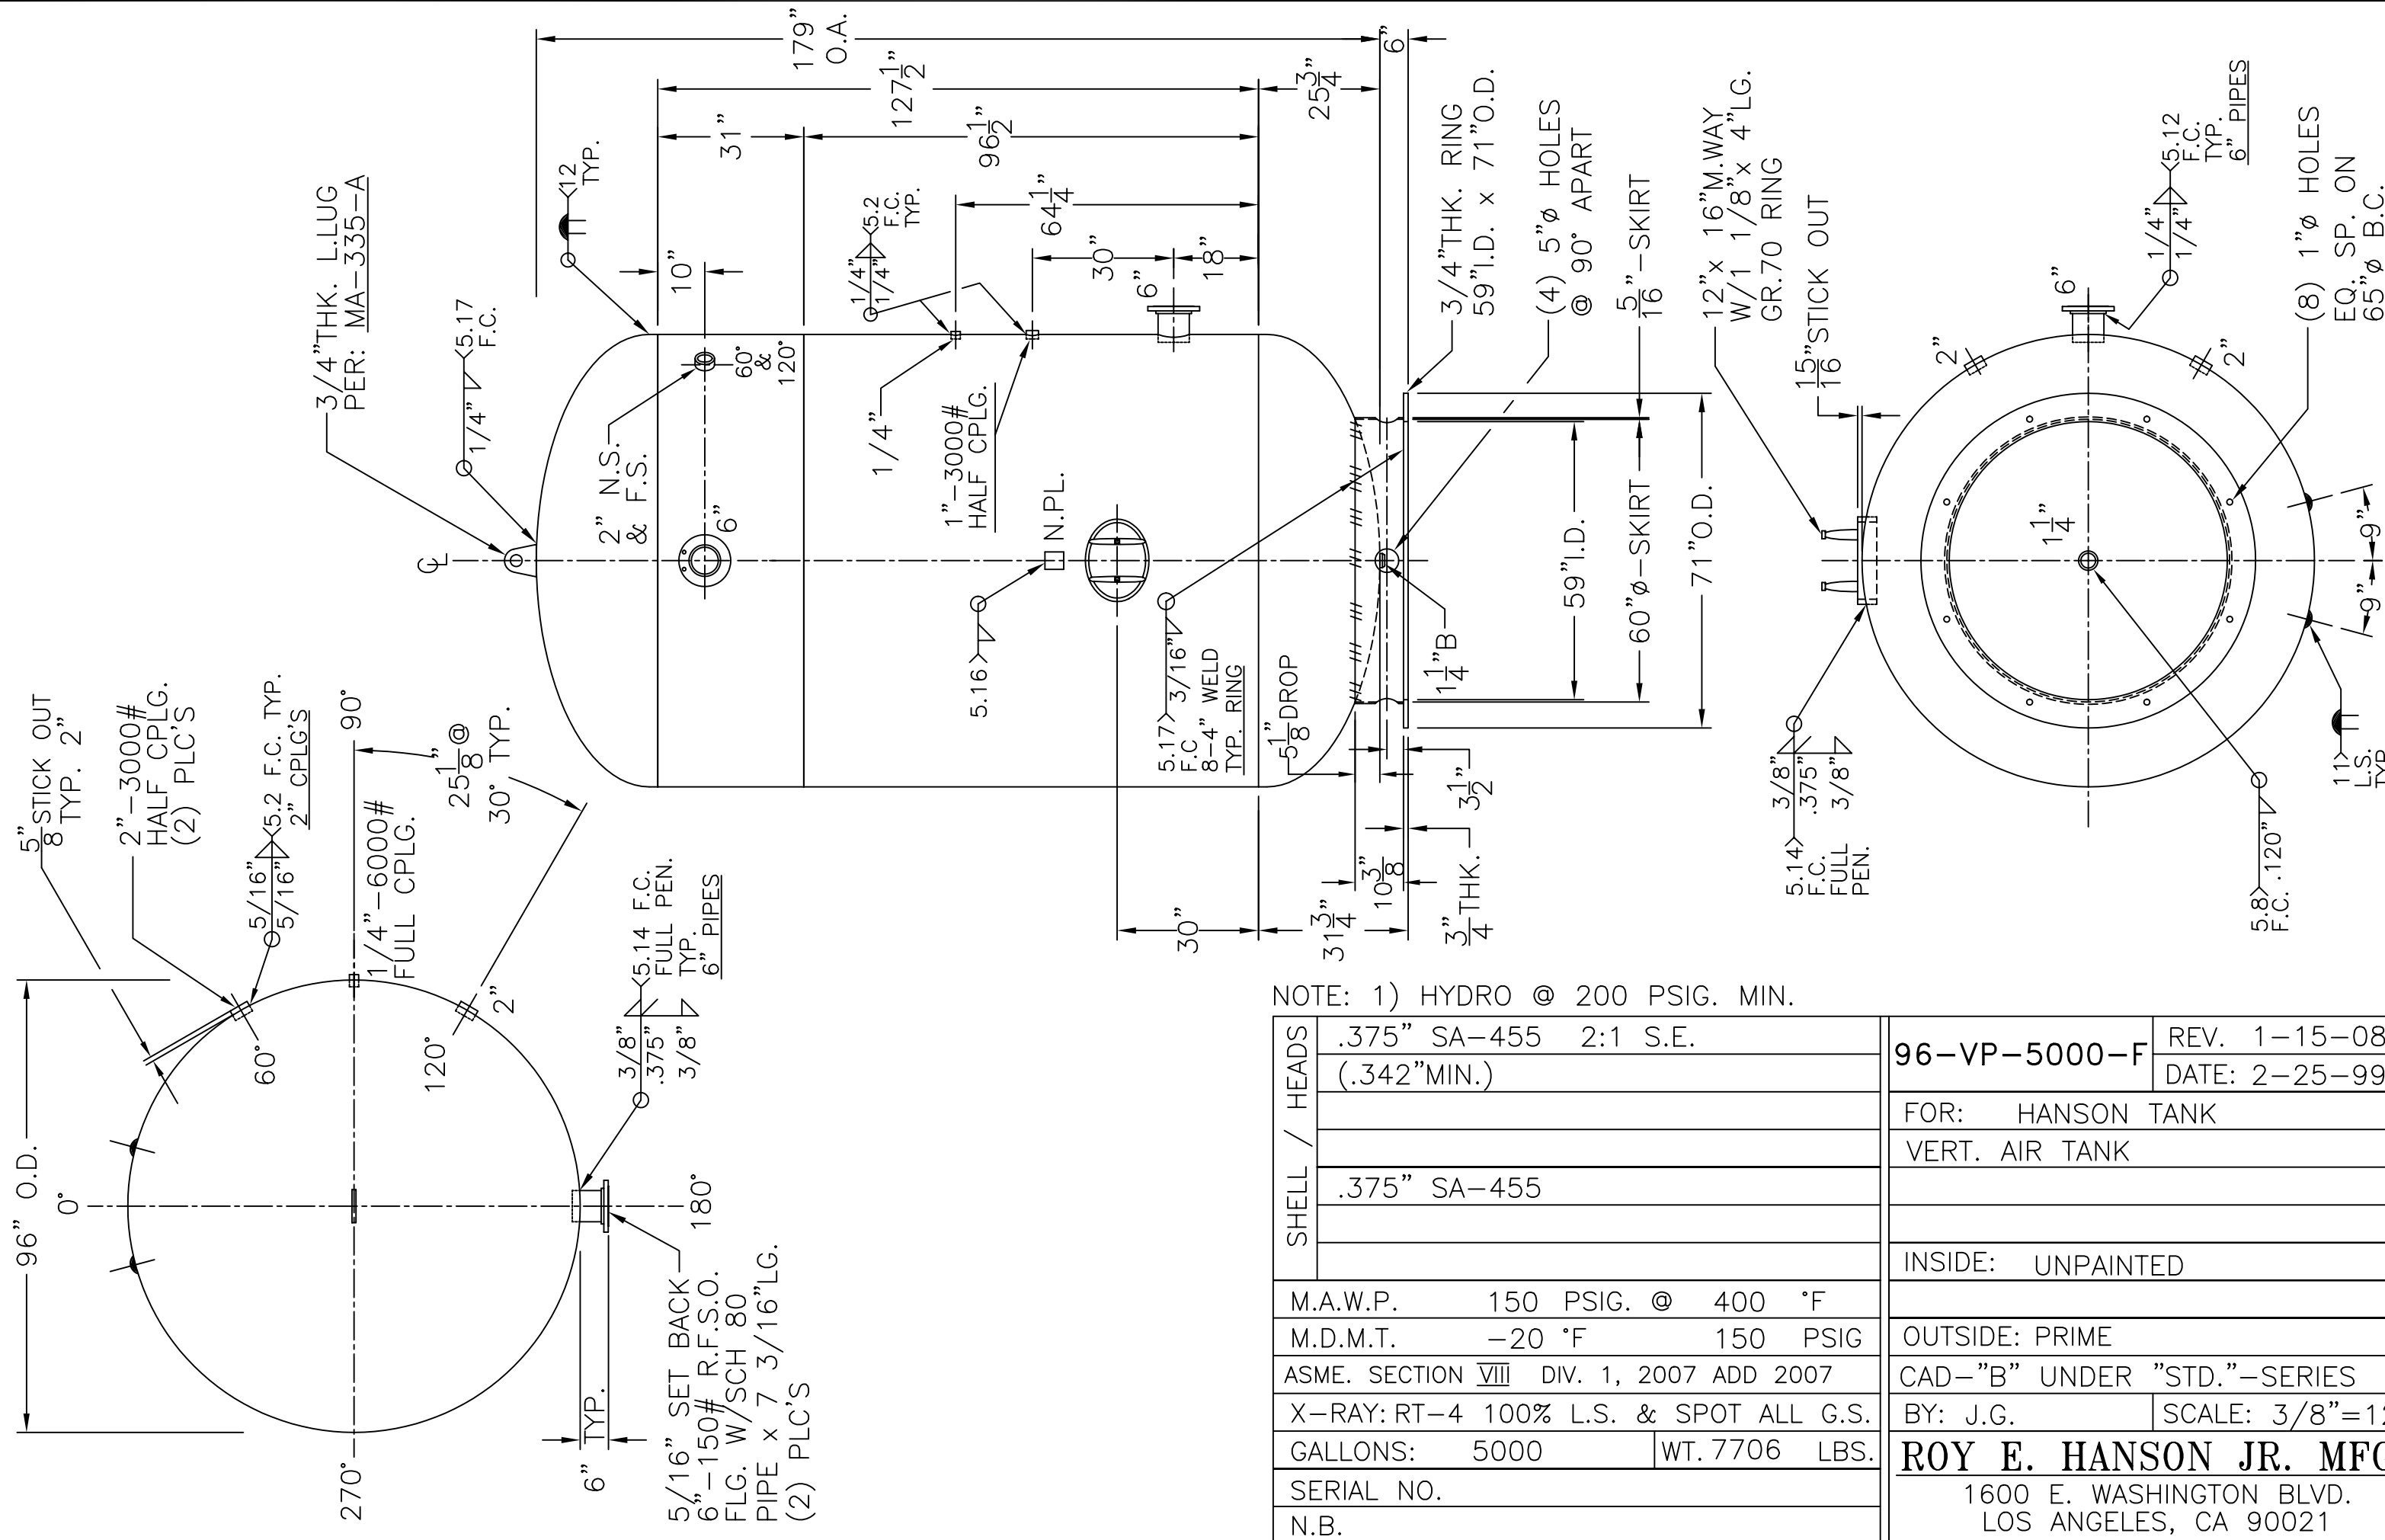 96" O.D.
0°
90°
180°
270°
60°
120°
5/8" STICK OUT
TYP. 2"
2"-3000#
HALF CPLG.
(2) PLC'S
5/16"
5/16"
5.2 F.C. TYP.
2" CPLG'S
1/4"-6000#
FULL CPLG.
25 1/8" @
30° TYP.
2"
3/8"
.375"
3/8"
5.14 F.C.
FULL PEN.
TYP.
6" PIPES
6" TYP.
5/16" SET BACK
6"-150# R.F.S.O.
FLG. W/SCH 80
PIPE x 7 3/16"LG.
(2) PLC'S
3/4"THK. L.LUG
PER: MA-335-A
1/4"
5.17
F.C.
12
TYP.
179"
O.A.
127 1/2"
31"
96 1/2"
64 1/4"
30"
18"
10"
25 3/4"
6"
CL
2" N.S.
& F.S.
6"
60°
&
120°
1/4"
1/4"
5.2
F.C.
TYP.
1/4"
1"-3000#
HALF CPLG.
N.PL.
5.16
6"
5.17
F.C
3/16"
8-4" WELD
TYP. RING
5 1/8" DROP
1 1/4"B
30"
31 3/4"
10 3/8"
3/4" THK.
3 1/2"
59"I.D.
60"ø-SKIRT
71"O.D.
3/4"THK. RING
59"I.D. x 71"O.D.
(4) 5"ø HOLES
@ 90° APART
5/16"-SKIRT
12"x 16"M.WAY
W/1 1/8"x 4"LG.
GR.70 RING
15/16" STICK OUT
6"
1/4"
1/4"
5.12
F.C.
TYP.
6" PIPES
2"
2"
1 1/4"
(8) 1"ø HOLES
EQ. SP. ON
65"ø B.C.
5.14
F.C.
FULL
PEN.
3/8"
.375"
3/8"
5.8
F.C. .120"
9"
9"
11
L.S.
TYP
NOTE: 1) HYDRO @ 200 PSIG. MIN.
SHELL / HEADS
.375" SA-455 2:1 S.E.
(.342"MIN.)
.375" SA-455
M.A.W.P. 150 PSIG. @ 400 °F
M.D.M.T. -20 °F 150 PSIG
ASME. SECTION VIII DIV. 1, 2007 ADD 2007
X-RAY: RT-4 100% L.S. & SPOT ALL G.S.
GALLONS: 5000 WT. 7706 LBS.
SERIAL NO.
N.B.
96-VP-5000-F
REV. 1-15-08
DATE: 2-25-99
FOR: HANSON TANK
VERT. AIR TANK
INSIDE: UNPAINTED
OUTSIDE: PRIME
CAD-"B" UNDER "STD."-SERIES
BY: J.G. SCALE: 3/8"=
ROY E. HANSON JR.
1600 E. WASHINGTON BLVD.
LOS ANGELES, CA 90021